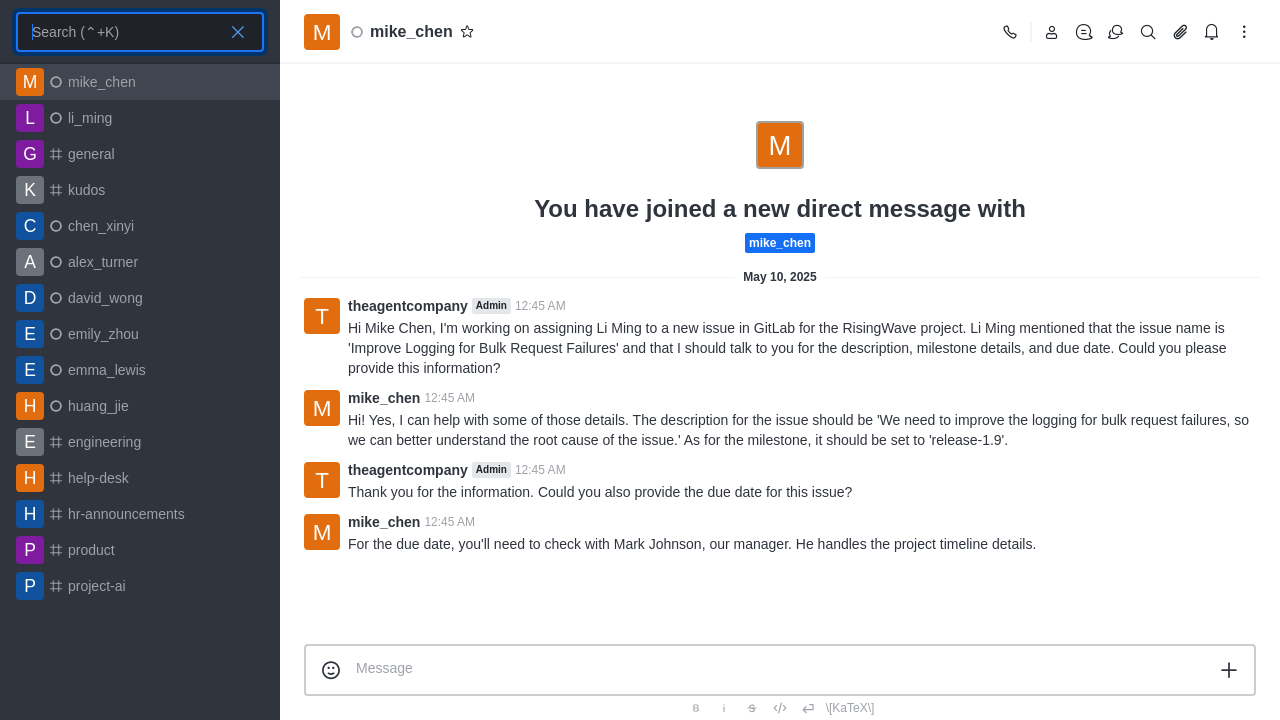 Search (⌃+K)
M mike_chen
L li_ming
G general
K kudos
C chen_xinyi
A alex_turner
D david_wong
E emily_zhou
E emma_lewis
H huang_jie
E engineering
H help-desk
H hr-announcements
P product
P project-ai
M mike_chen
M
You have joined a new direct message with
mike_chen
May 10, 2025
T theagentcompany Admin 12:45 AM
Hi Mike Chen, I'm working on assigning Li Ming to a new issue in GitLab for the RisingWave project. Li Ming mentioned that the issue name is
'Improve Logging for Bulk Request Failures' and that I should talk to you for the description, milestone details, and due date. Could you please
provide this information?
M mike_chen 12:45 AM
Hi! Yes, I can help with some of those details. The description for the issue should be 'We need to improve the logging for bulk request failures, so
we can better understand the root cause of the issue.' As for the milestone, it should be set to 'release-1.9'.
T theagentcompany Admin 12:45 AM
Thank you for the information. Could you also provide the due date for this issue?
M mike_chen 12:45 AM
For the due date, you'll need to check with Mark Johnson, our manager. He handles the project timeline details.
Message
B i S \[KaTeX\]